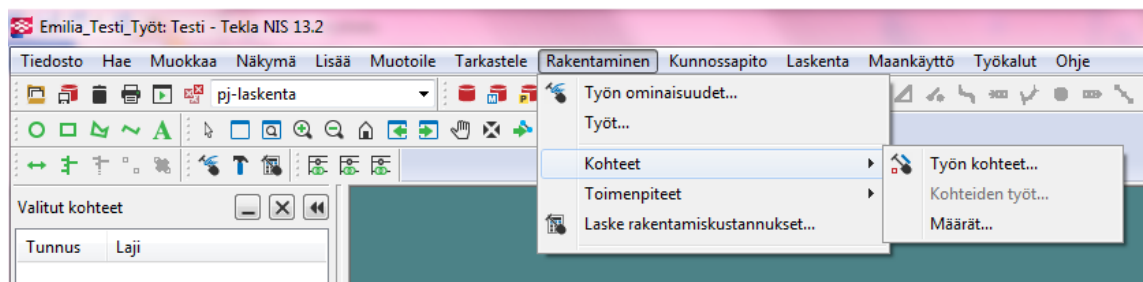 Emilia_Testi_Työt: Testi - Tekla NIS 13.2
Tiedosto Hae Muokkaa Näkymä Lisää Muotoile Tarkastele Rakentaminen Kunnossapito Laskenta Maankäyttö Työkalut Ohje
pj-laskenta
Työn ominaisuudet...
Työt...
Kohteet
Työn kohteet...
Toimenpiteet
Kohteiden työt...
Laske rakentamiskustannukset...
Määrät...
Valitut kohteet
Tunnus Laji